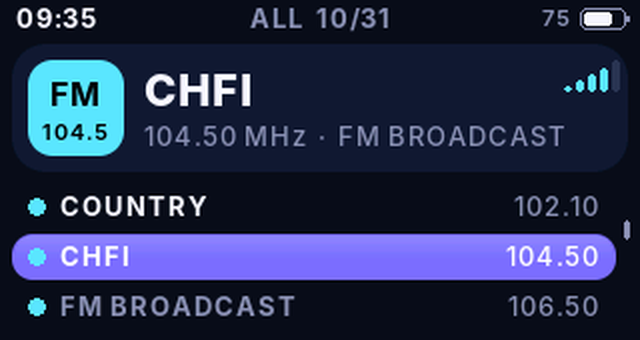 09:35 ALL 10/31 75
FM
104.5
CHFI
104.50 MHz · FM BROADCAST
COUNTRY 102.10
CHFI 104.50
FM BROADCAST 106.50